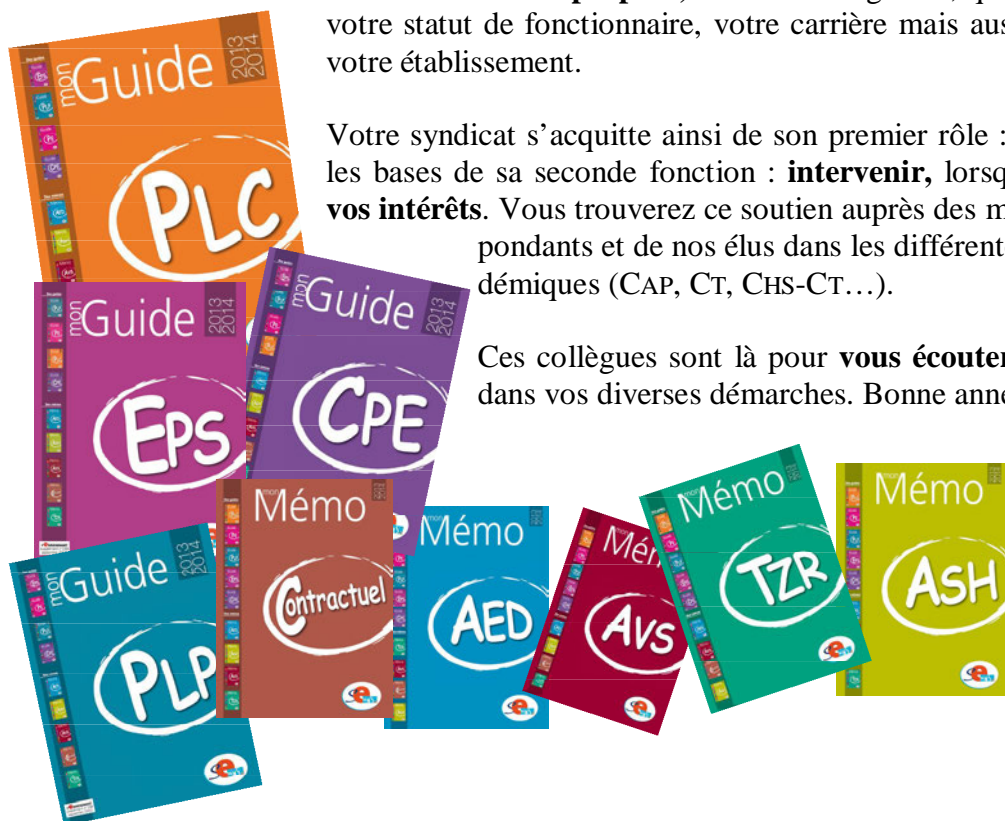 votre statut de fonctionnaire, votre carrière mais aus
votre établissement.
Votre syndicat s’acquitte ainsi de son premier rôle :
les bases de sa seconde fonction : intervenir, lorsq
vos intérêts. Vous trouverez ce soutien auprès des m
pondants et de nos élus dans les différent
démiques (CAP, CT, CHS-CT…).
Ces collègues sont là pour vous écouter
dans vos diverses démarches. Bonne anné
mon Guide 2013 2014
PLC
mon Guide 2013 2014
EPS
mon Guide 2013 2014
CPE
mon Guide 2013 2014
PLP
mon Mémo
Contractuel
Mémo
AED
mon Mém
AVS
mon Mémo
TZR
Mémo
ASH